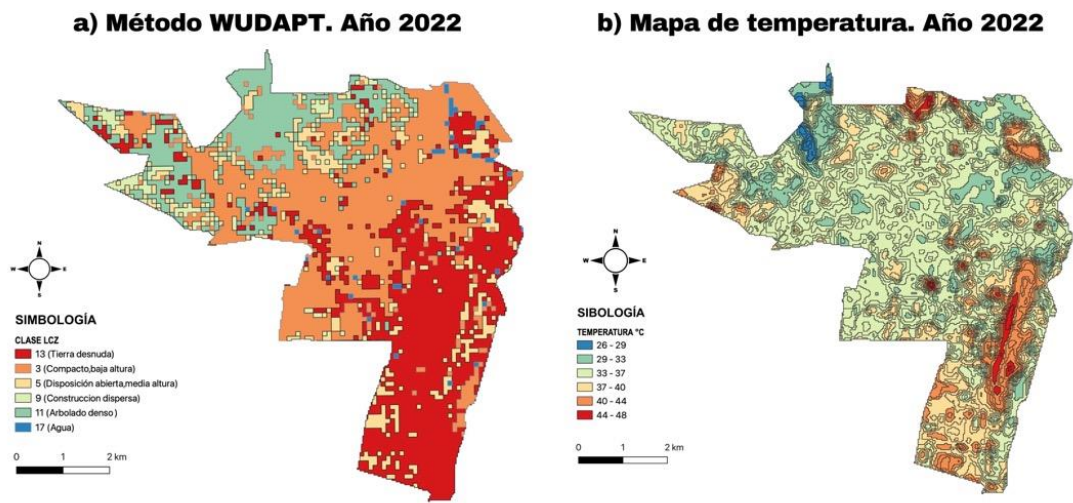 a) Método WUDAPT. Año 2022
N
W E
S
SIMBOLOGÍA
CLASE LCZ
13 (Tierra desnuda)
3 (Compacto,baja altura)
5 (Disposición abierta,media altura)
9 (Construccion dispersa)
11 (Arbolado denso)
17 (Agua)
0 1 2 km
b) Mapa de temperatura. Año 2022
N
W E
S
SIBOLOGÍA
TEMPERATURA °C
26 - 29
29 - 33
33 - 37
37 - 40
40 - 44
44 - 48
0 1 2 km